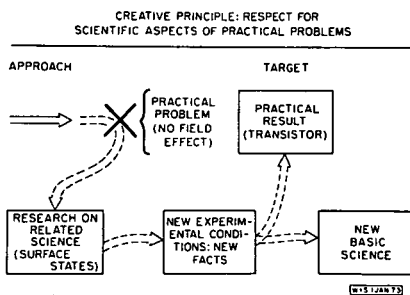 CREATIVE PRINCIPLE: RESPECT FOR
SCIENTIFIC ASPECTS OF PRACTICAL PROBLEMS
APPROACH
TARGET
PRACTICAL
PROBLEM
(NO FIELD
EFFECT)
PRACTICAL
RESULT
(TRANSISTOR)
RESEARCH ON
RELATED
SCIENCE
(SURFACE
STATES)
NEW EXPERIM-
ENTAL CONDI-
TIONS: NEW
FACTS
NEW
BASIC
SCIENCE
W+S 1 JAN 73